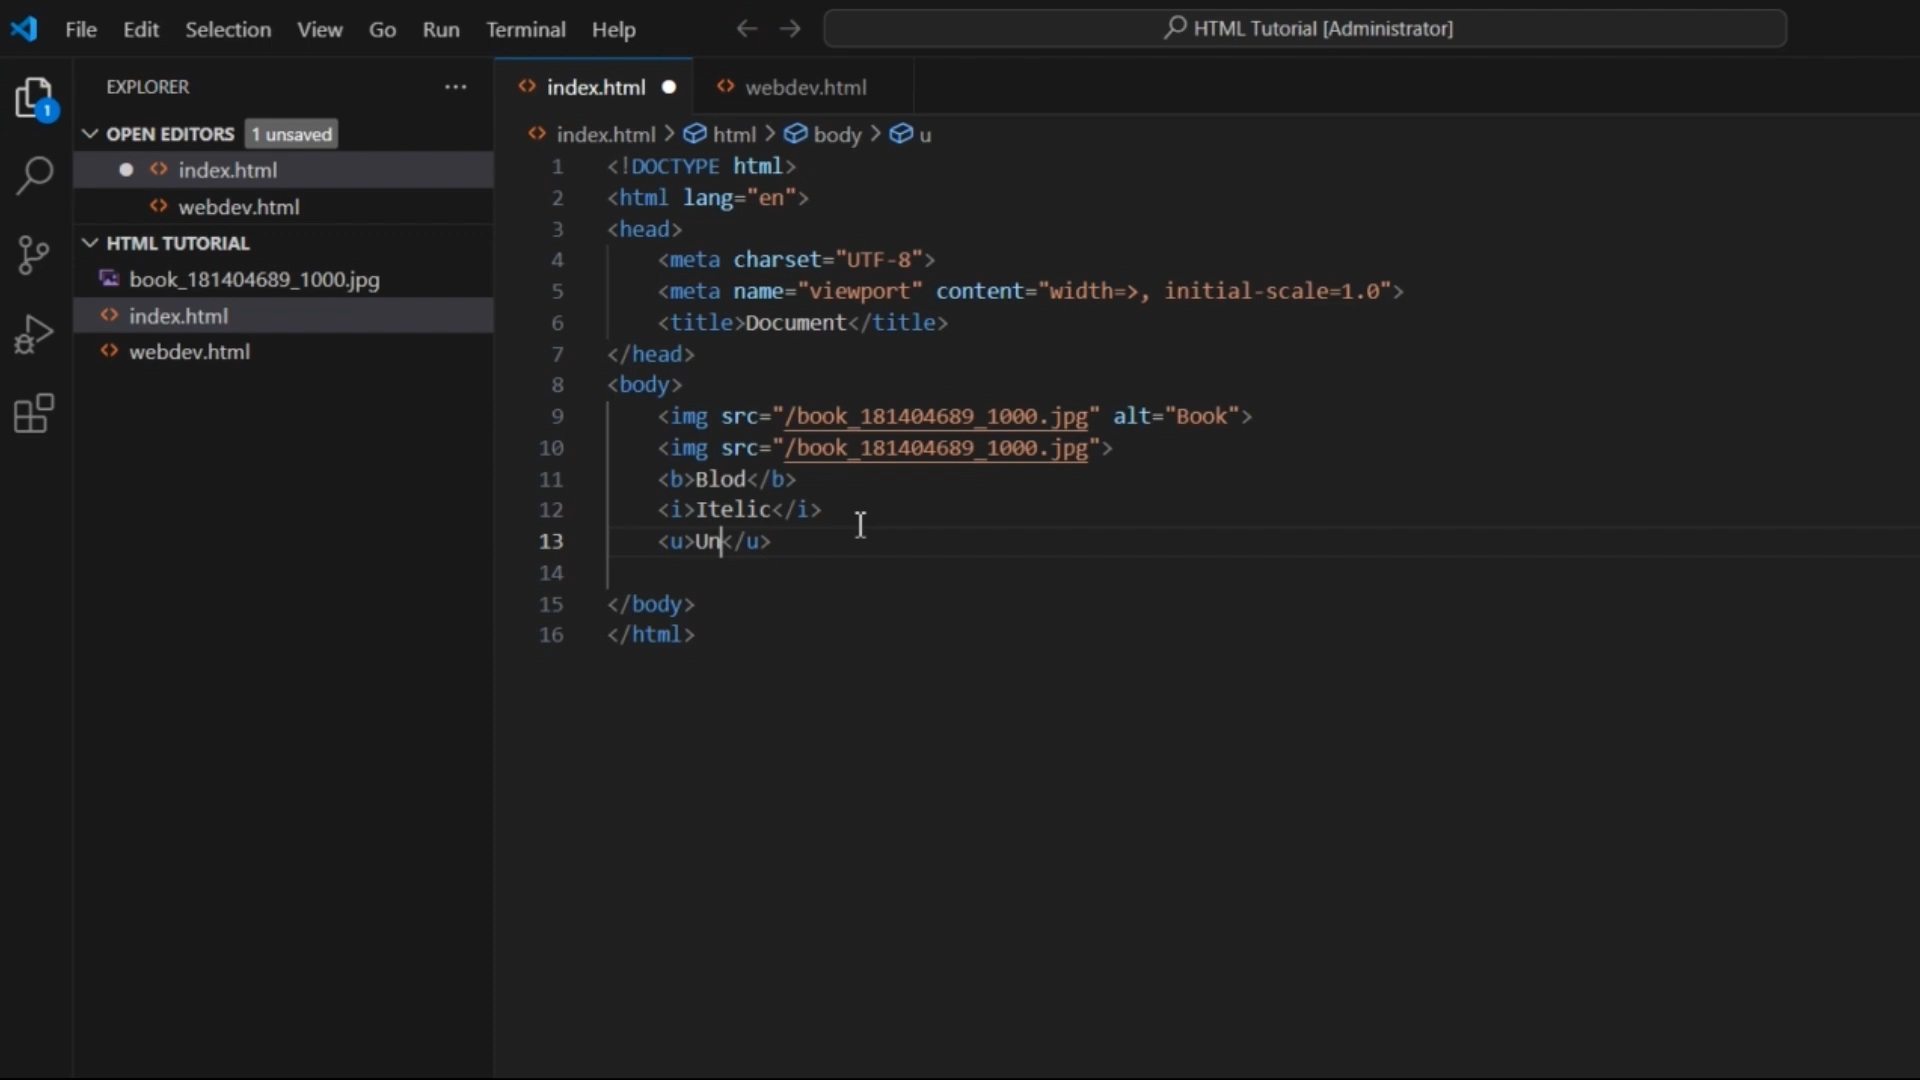 File Edit Selection View Go Run Terminal Help
HTML Tutorial [Administrator]
1
EXPLORER
OPEN EDITORS 1 unsaved
index.html
webdev.html
HTML TUTORIAL
book_181404689_1000.jpg
index.html
webdev.html
index.html webdev.html
index.html > html > body > u
1 <!DOCTYPE html>
2 <html lang="en">
3 <head>
4 <meta charset="UTF-8">
5 <meta name="viewport" content="width=>, initial-scale=1.0">
6 <title>Document</title>
7 </head>
8 <body>
9 <img src="/book_181404689_1000.jpg" alt="Book">
10 <img src="/book_181404689_1000.jpg">
11 <b>Blod</b>
12 <i>Itelic</i>
13 <u>Un</u>
14
15 </body>
16 </html>